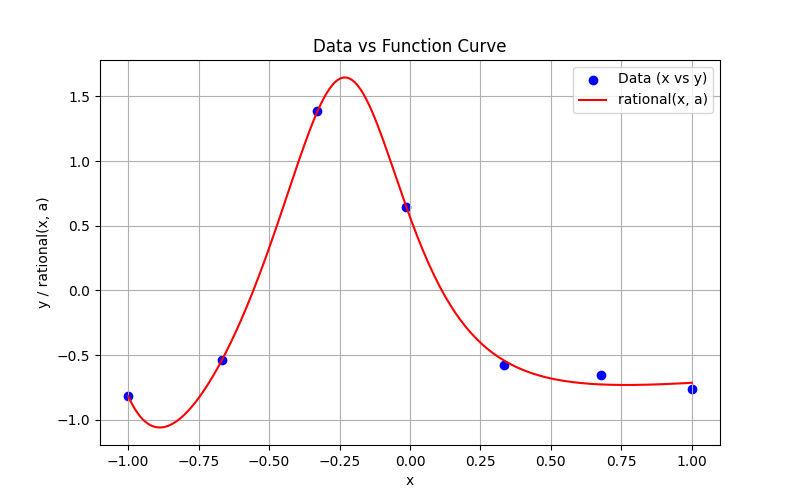 Data vs Function Curve
Data (x vs y)
rational(x, a)
y / rational(x, a)
1.5
1.0
0.5
0.0
−0.5
−1.0
−1.00 −0.75 −0.50 −0.25 0.00 0.25 0.50 0.75 1.00
x